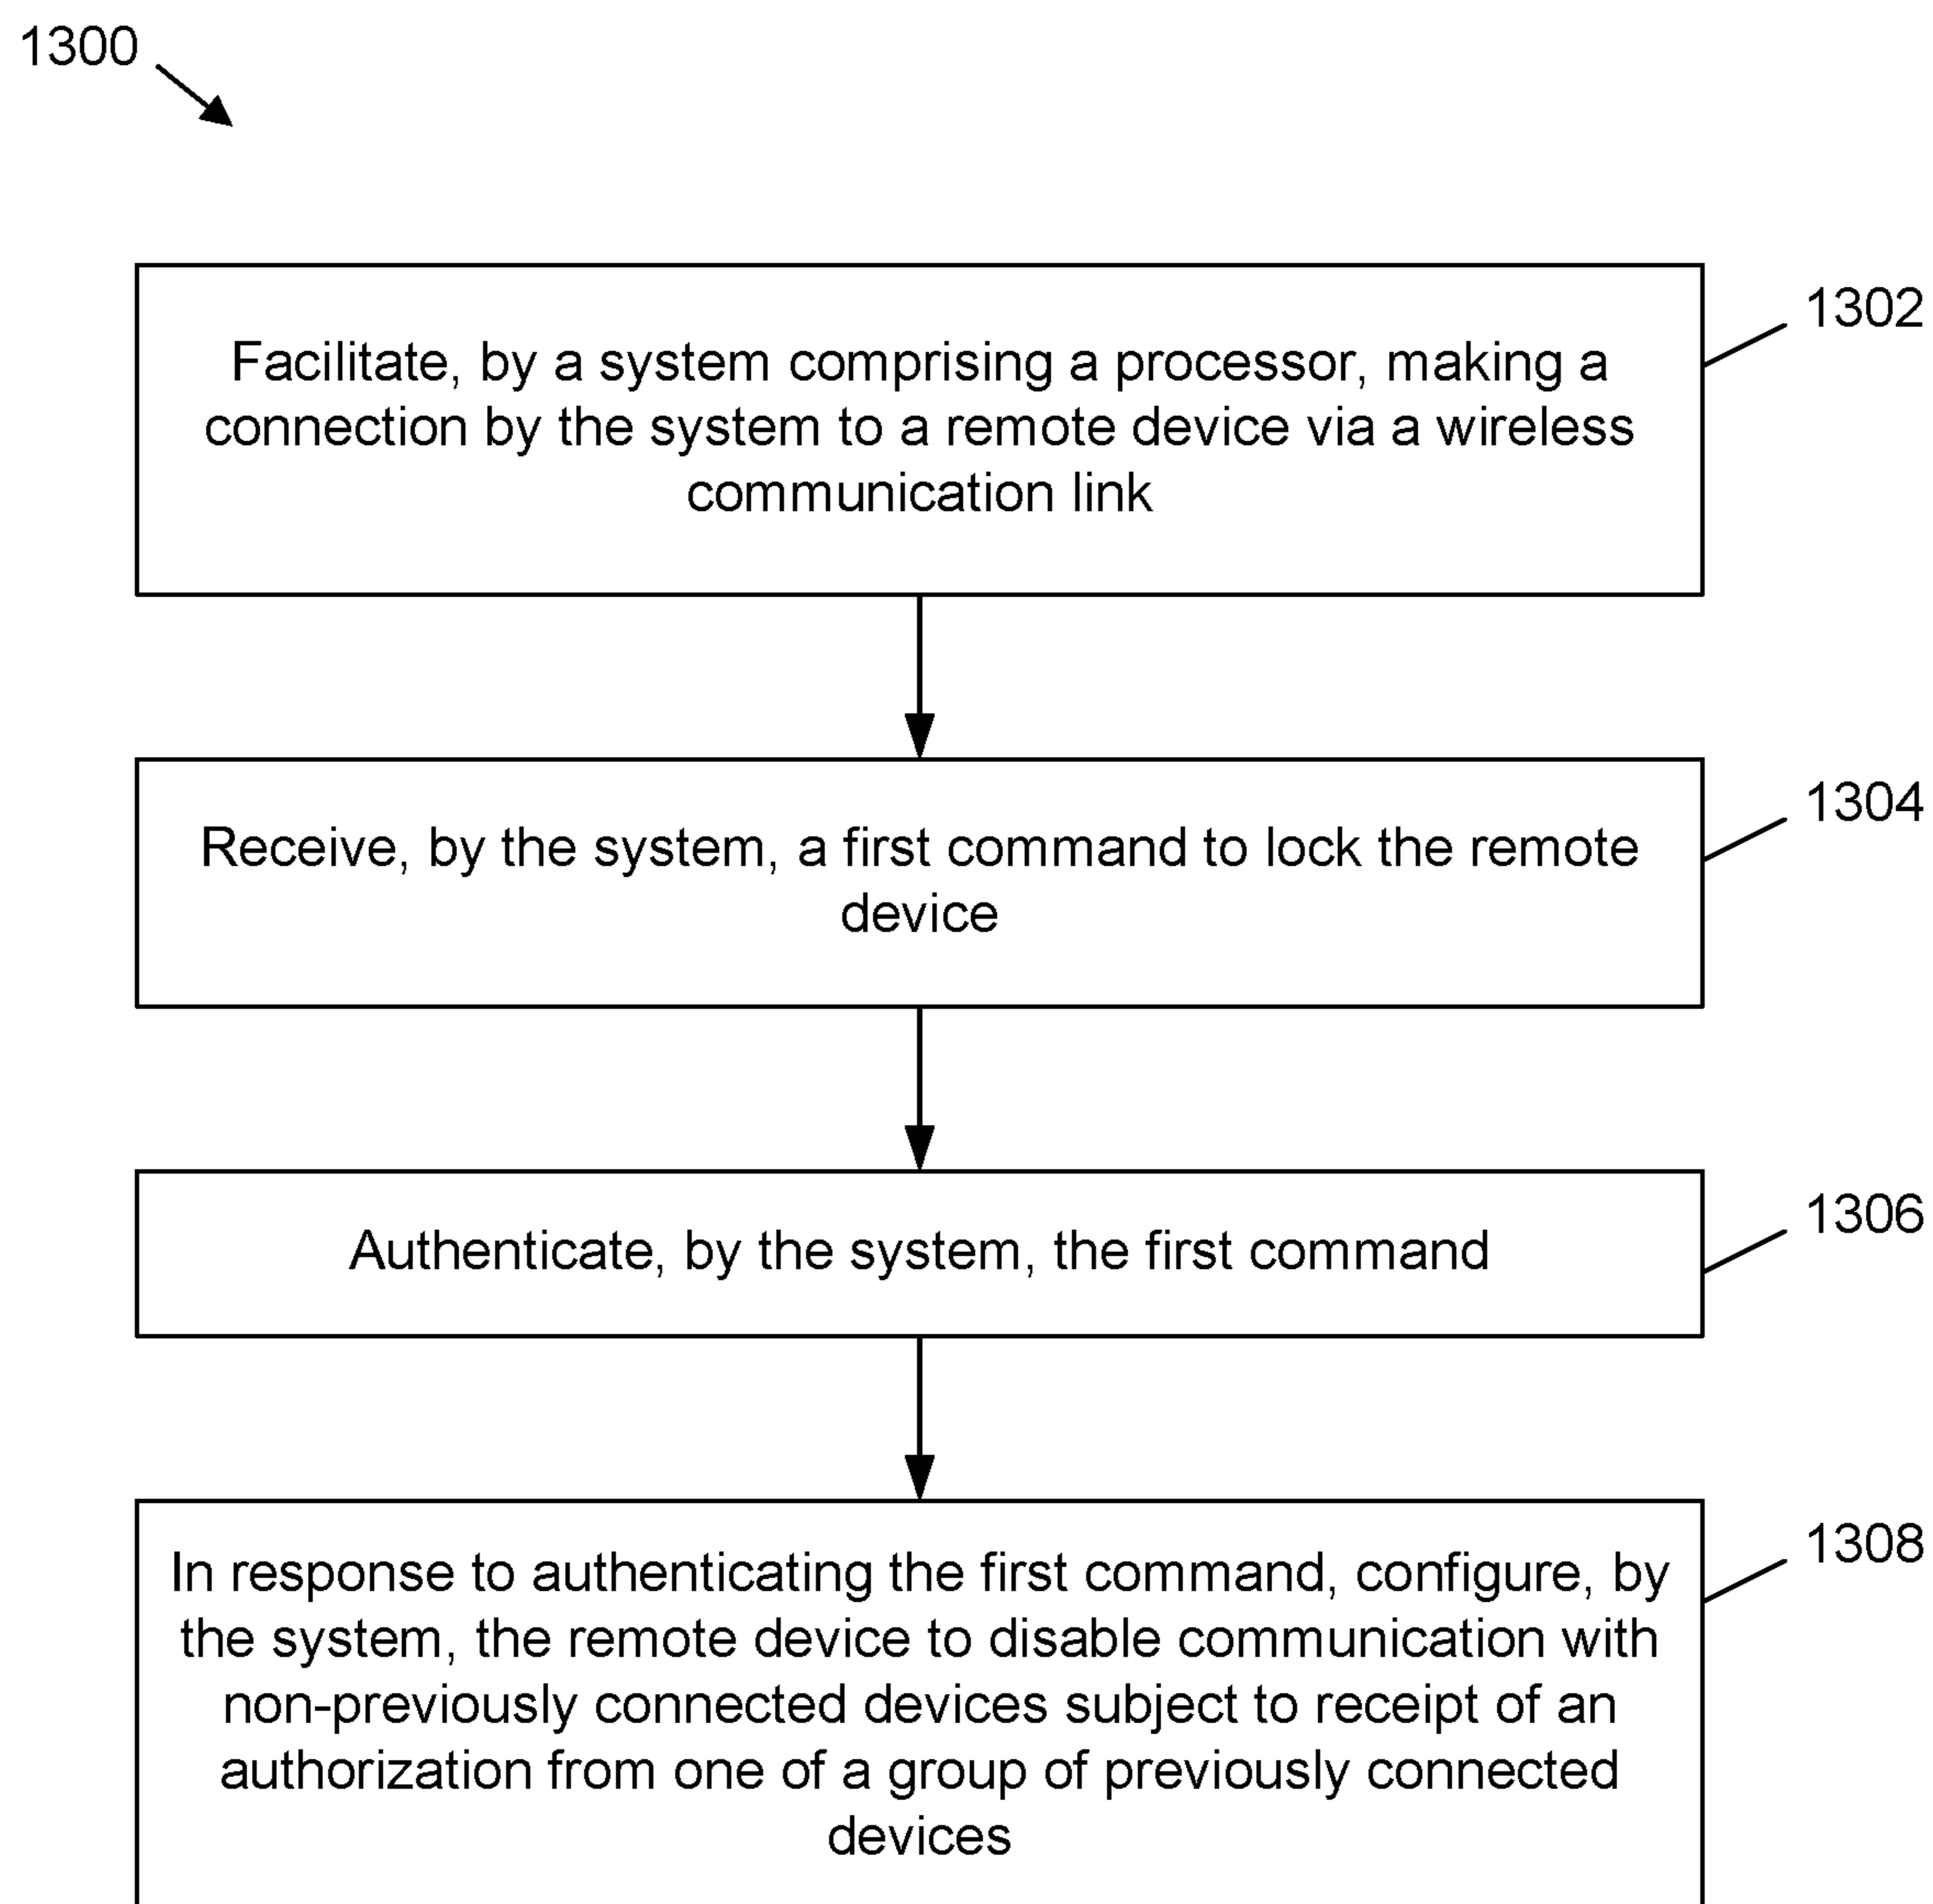 1300
Facilitate, by a system comprising a processor, making a
connection by the system to a remote device via a wireless
communication link
1302
Receive, by the system, a first command to lock the remote
device
1304
Authenticate, by the system, the first command
1306
In response to authenticating the first command, configure, by
the system, the remote device to disable communication with
non-previously connected devices subject to receipt of an
authorization from one of a group of previously connected
devices
1308